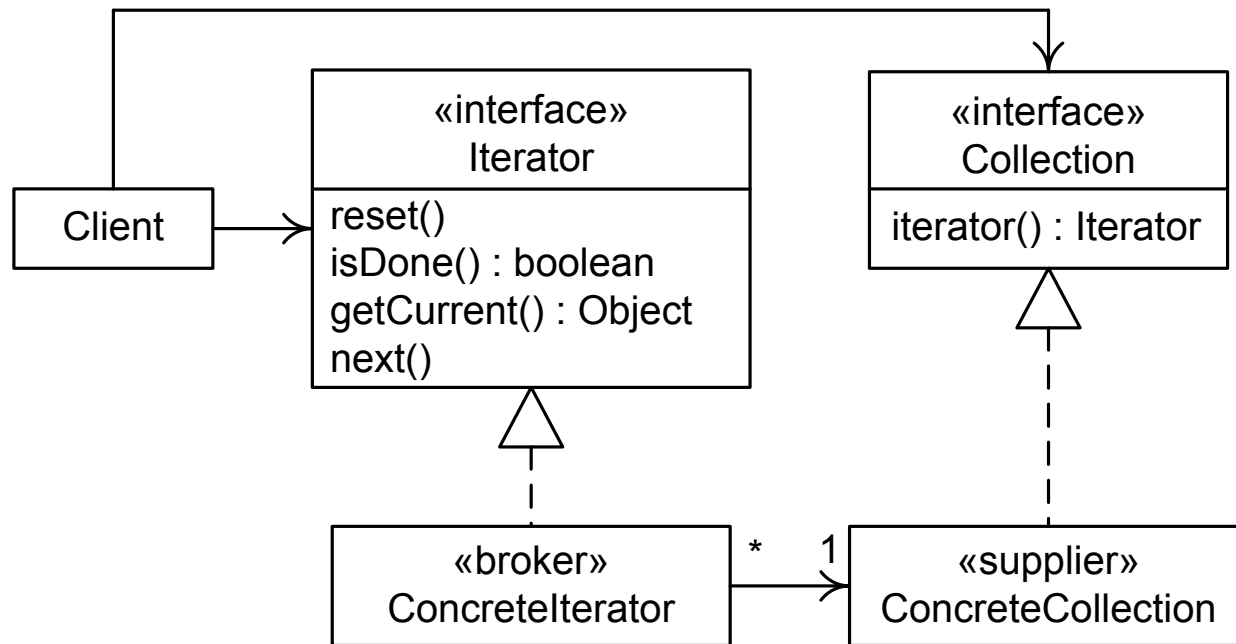 «interface»
Iterator
reset()
isDone() : boolean
getCurrent() : Object
next()
«interface»
Collection
iterator() : Iterator
Client
«broker»
ConcreteIterator
* 1
«supplier»
ConcreteCollection